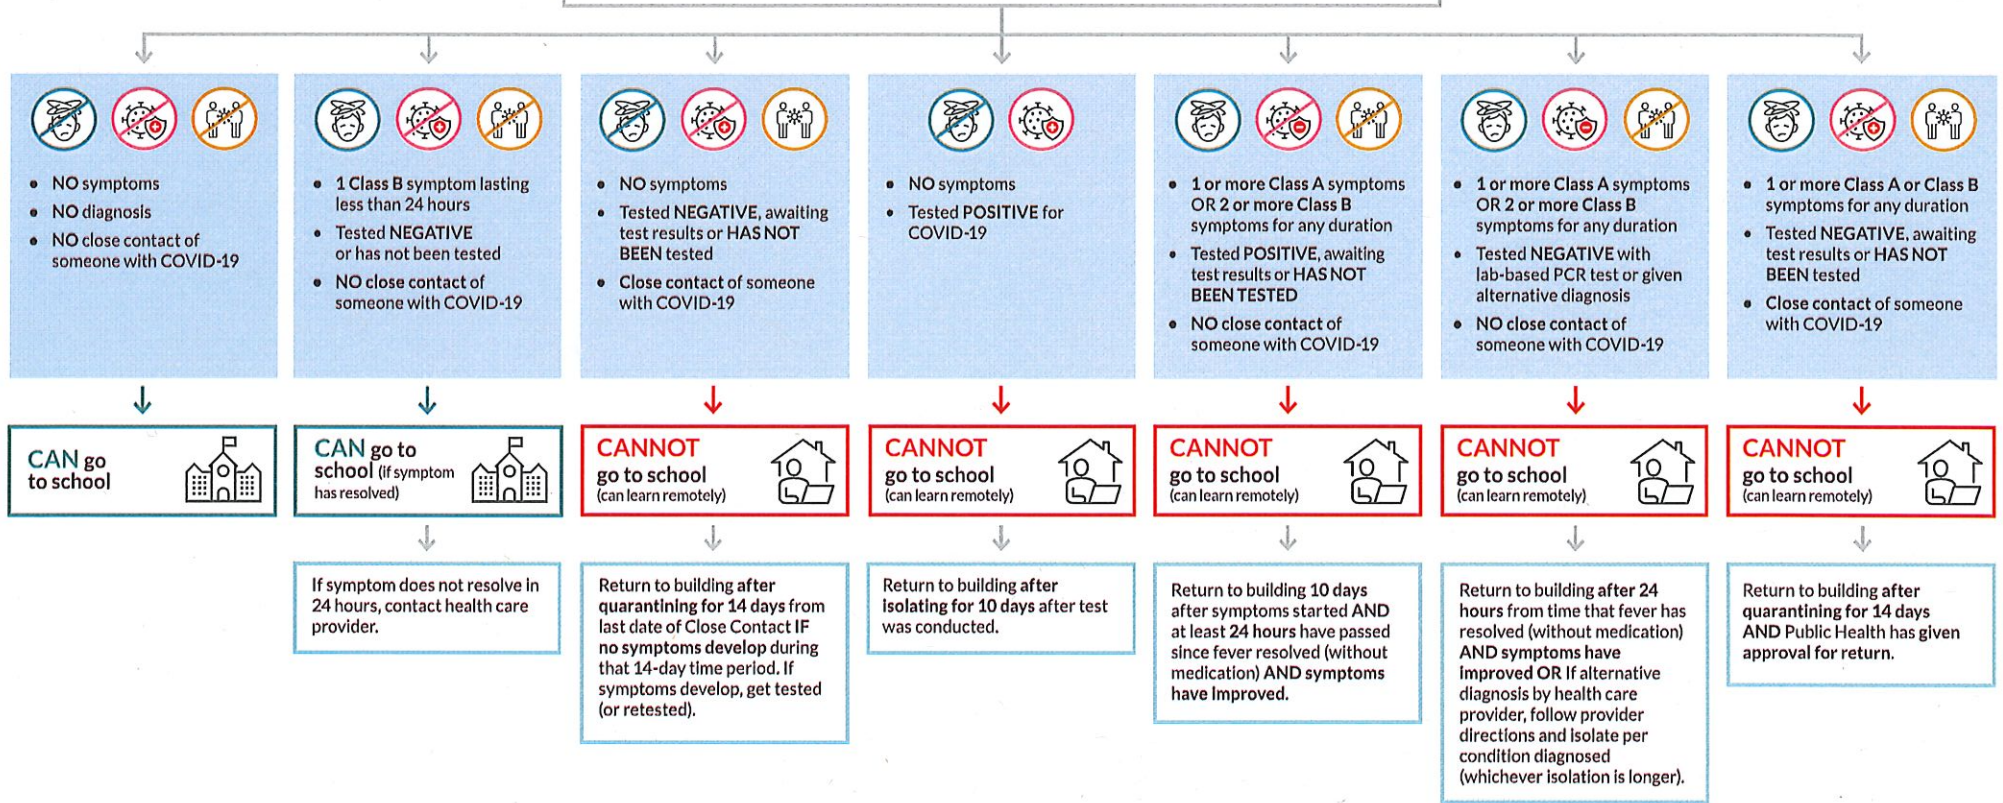 • NO symptoms
• NO diagnosis
• NO close contact of
someone with COVID-19
CAN go
to school
• 1 Class B symptom lasting
less than 24 hours
• Tested NEGATIVE
or has not been tested
• NO close contact of
someone with COVID-19
CAN go to
school (if symptom
has resolved)
If symptom does not resolve in
24 hours, contact health care
provider.
• NO symptoms
• Tested NEGATIVE, awaiting
test results or HAS NOT
BEEN tested
• Close contact of someone
with COVID-19
CANNOT
go to school
(can learn remotely)
Return to building after
quarantining for 14 days from
last date of Close Contact IF
no symptoms develop during
that 14-day time period. If
symptoms develop, get tested
(or retested).
• NO symptoms
• Tested POSITIVE for
COVID-19
CANNOT
go to school
(can learn remotely)
Return to building after
isolating for 10 days after test
was conducted.
• 1 or more Class A symptoms
OR 2 or more Class B
symptoms for any duration
• Tested POSITIVE, awaiting
test results or HAS NOT
BEEN TESTED
• NO close contact of
someone with COVID-19
CANNOT
go to school
(can learn remotely)
Return to building 10 days
after symptoms started AND
at least 24 hours have passed
since fever resolved (without
medication) AND symptoms
have improved.
• 1 or more Class A symptoms
OR 2 or more Class B
symptoms for any duration
• Tested NEGATIVE with
lab-based PCR test or given
alternative diagnosis
• NO close contact of
someone with COVID-19
CANNOT
go to school
(can learn remotely)
Return to building after 24
hours from time that fever has
resolved (without medication)
AND symptoms have
improved OR If alternative
diagnosis by health care
provider, follow provider
directions and isolate per
condition diagnosed
(whichever isolation is longer).
• 1 or more Class A or Class B
symptoms for any duration
• Tested NEGATIVE, awaiting
test results or HAS NOT
BEEN tested
• Close contact of someone
with COVID-19
CANNOT
go to school
(can learn remotely)
Return to building after
quarantining for 14 days
AND Public Health has given
approval for return.